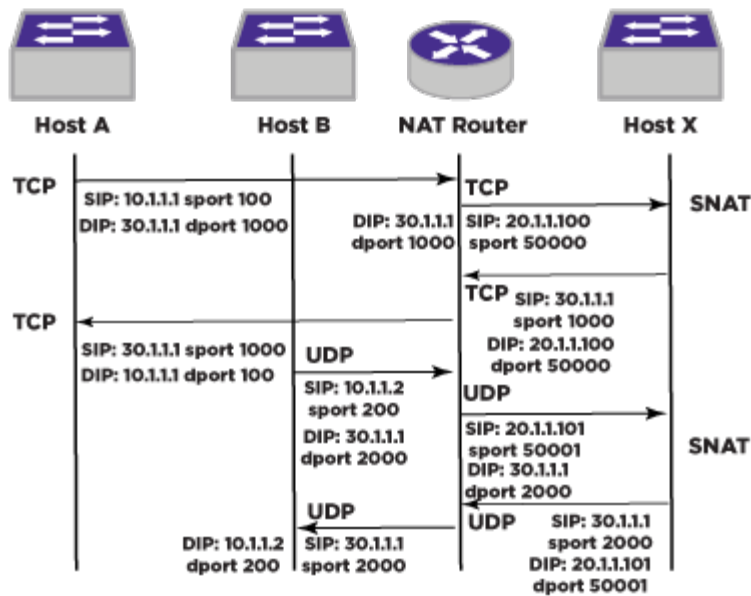 Host A
Host B
NAT Router
Host X
TCP
SIP: 10.1.1.1 sport 100
DIP: 30.1.1.1 dport 1000
TCP
DIP: 30.1.1.1
dport 1000
SIP: 20.1.1.100
sport 50000
SNAT
TCP
SIP: 30.1.1.1
sport 1000
DIP: 20.1.1.100
dport 50000
TCP
SIP: 30.1.1.1 sport 1000
DIP: 10.1.1.1 dport 100
UDP
SIP: 10.1.1.2
sport 200
DIP: 30.1.1.1
dport 2000
UDP
SIP: 20.1.1.101
sport 50001
DIP: 30.1.1.1
dport 2000
SNAT
UDP
SIP: 30.1.1.1
sport 2000
DIP: 20.1.1.101
dport 50001
UDP
DIP: 10.1.1.2
dport 200
SIP: 30.1.1.1
sport 2000